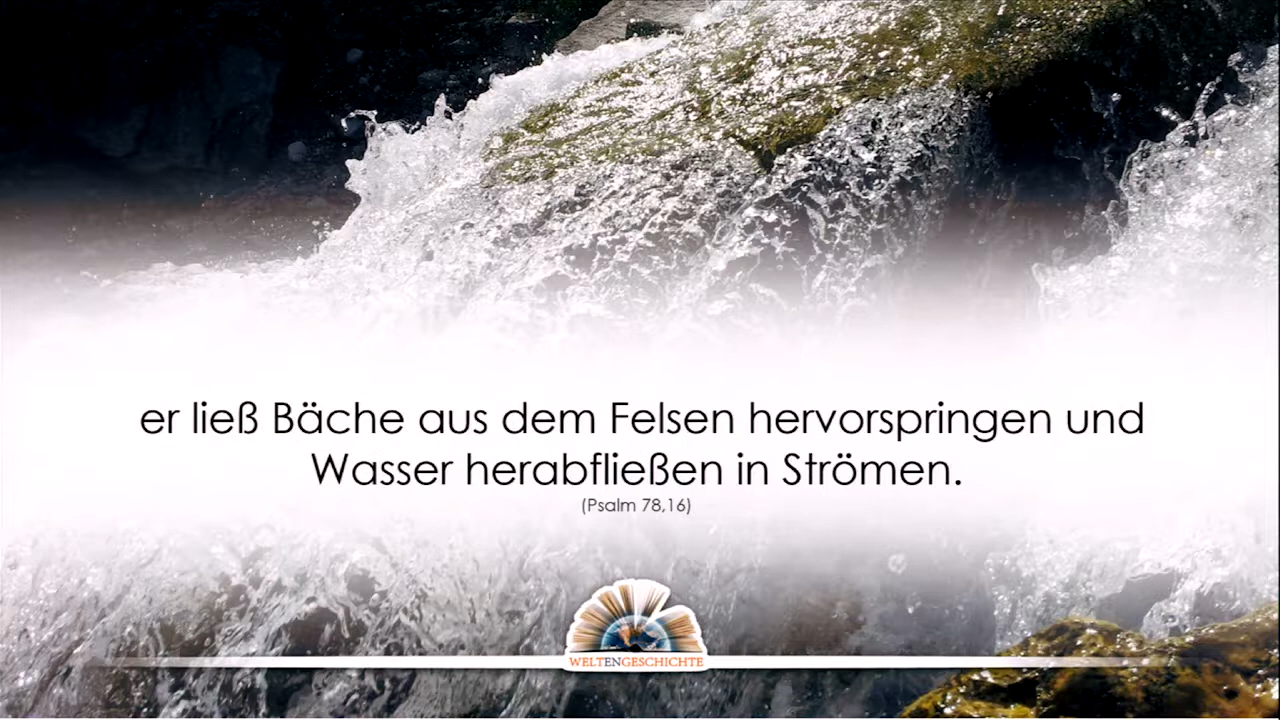 er ließ Bäche aus dem Felsen hervorspringen und
Wasser herabfließen in Strömen.
(Psalm 78,16)
WELTENGESCHICHTE